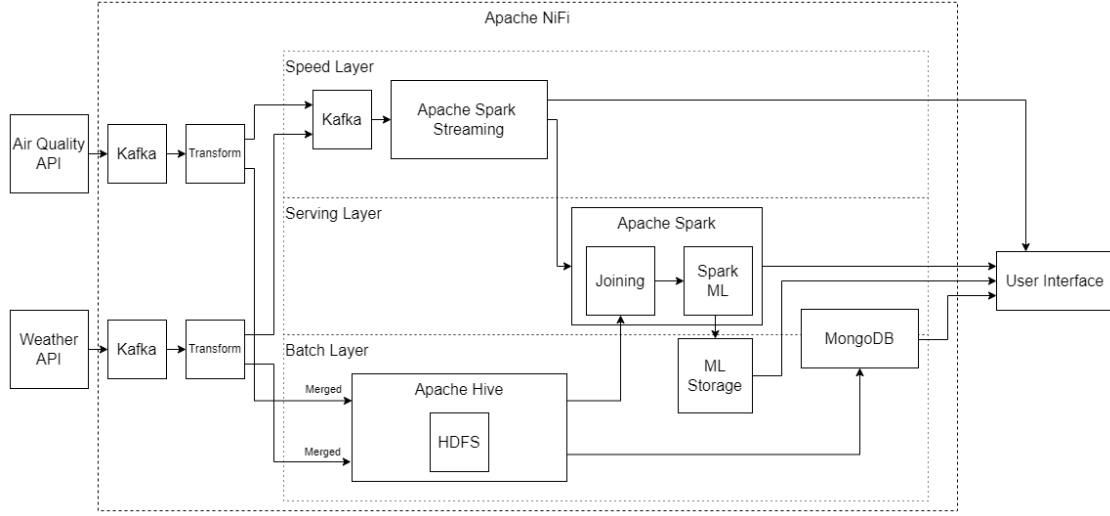 Apache NiFi
Speed Layer
Kafka
Apache Spark
Streaming
Air Quality
API
Kafka
Transform
Serving Layer
Apache Spark
Joining
Spark
ML
User Interface
Weather
API
Kafka
Transform
Batch Layer
MongoDB
ML
Storage
Merged
Apache Hive
HDFS
Merged